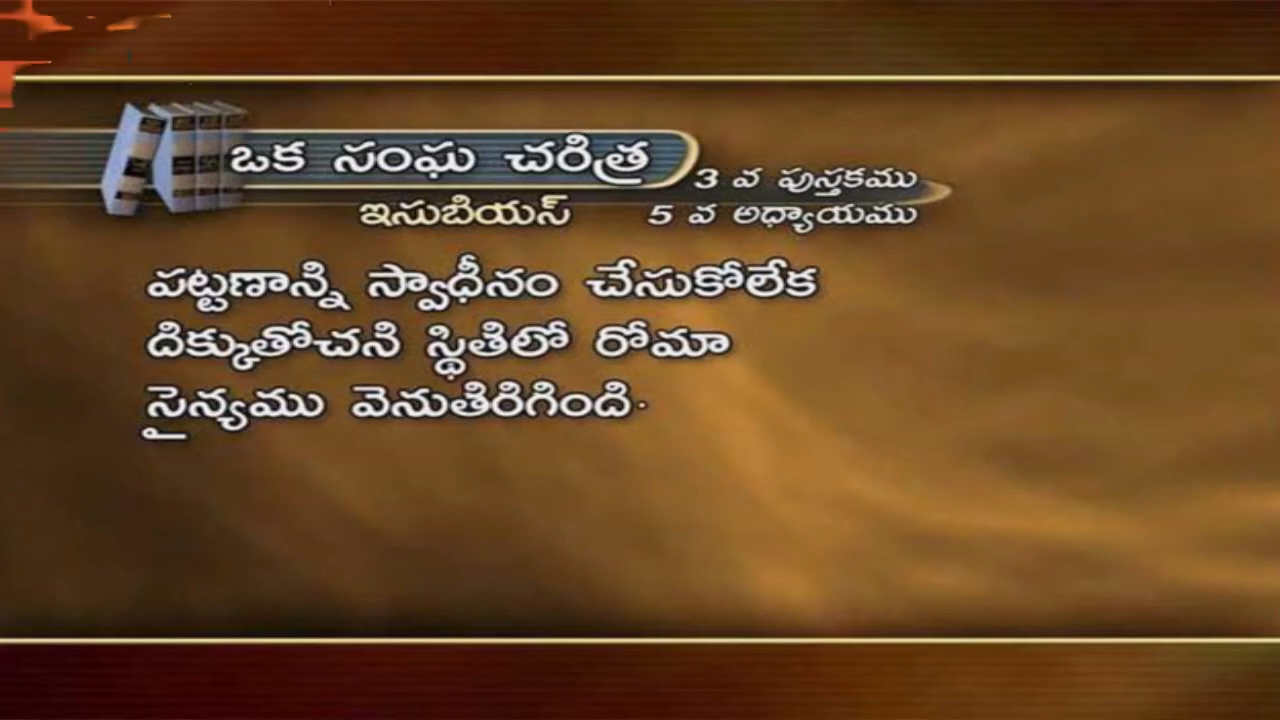 ఒక సంఘ చరిత్ర
3 వ పుస్తకము
ఇసుబియస్ 5 వ అధ్యాయము
పట్టణాన్ని స్వాధీనం చేసుకోలేక
దిక్కుతోచని స్థితిలో రోమా
సైన్యము వెనుతిరిగింది.